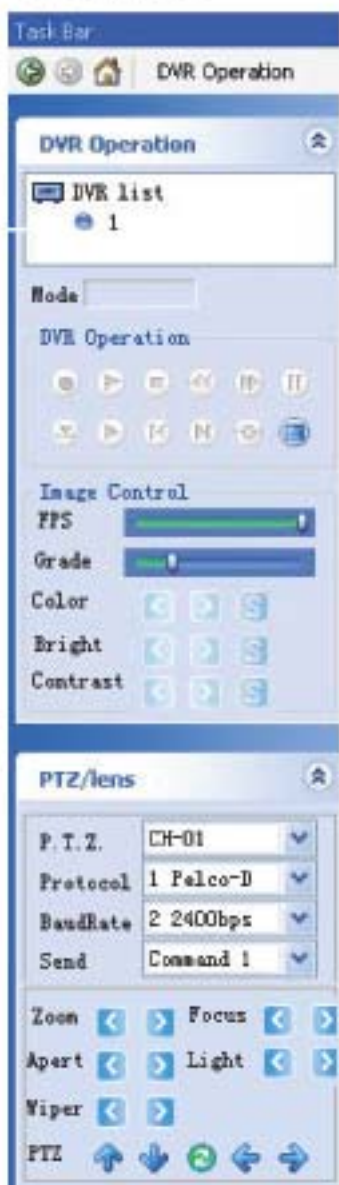 Task Bar
DVR Operation
DVR Operation
DVR list
1
Mode
DVR Operation
Image Control
FPS
Grade
Color
S
Bright
S
Contrast
S
PTZ/lens
P.T.Z. CH-01
Protocol 1 Pelco-D
BaudRate 2 2400bps
Send Command 1
Zoom Focus
Apert Light
Wiper
PTZ